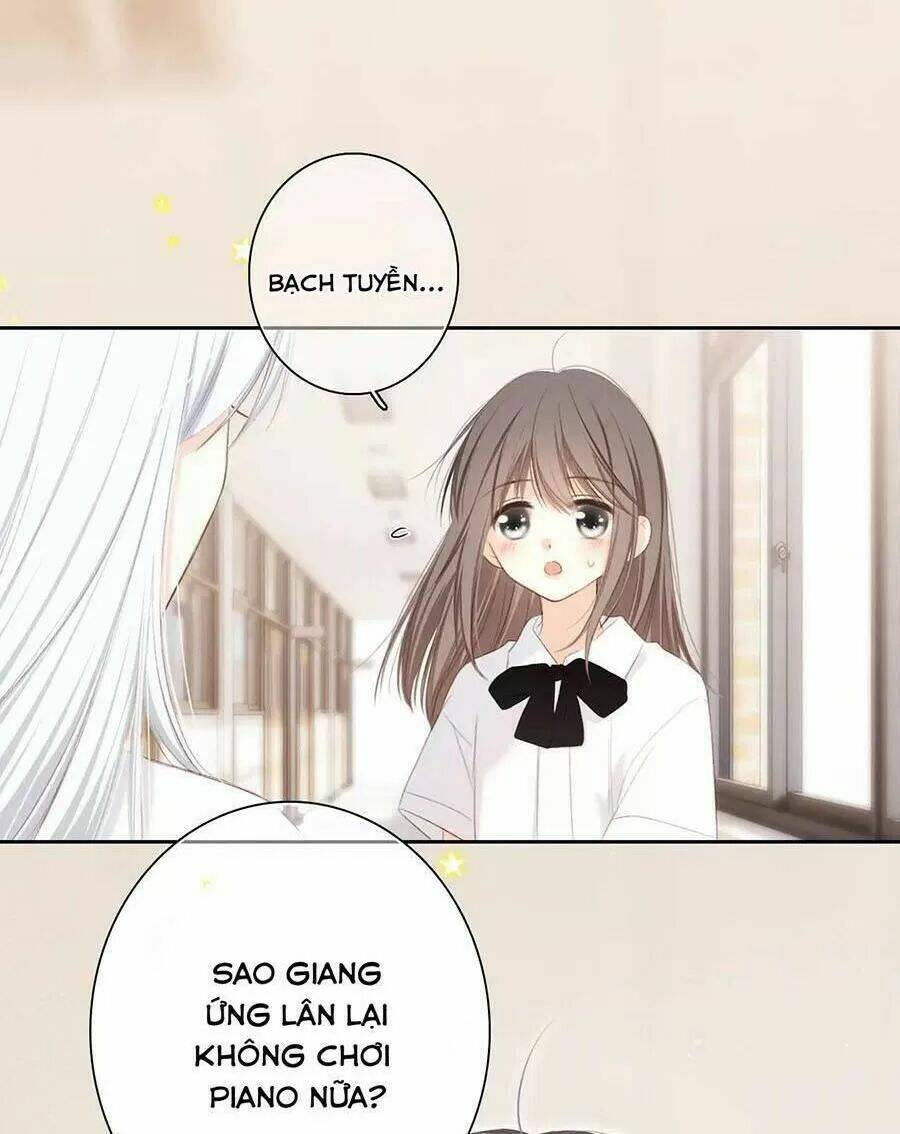 BẠCH TUYỀN...
SAO GIANG
ỨNG LÂN LẠI
KHÔNG CHƠI
PIANO NỮA?